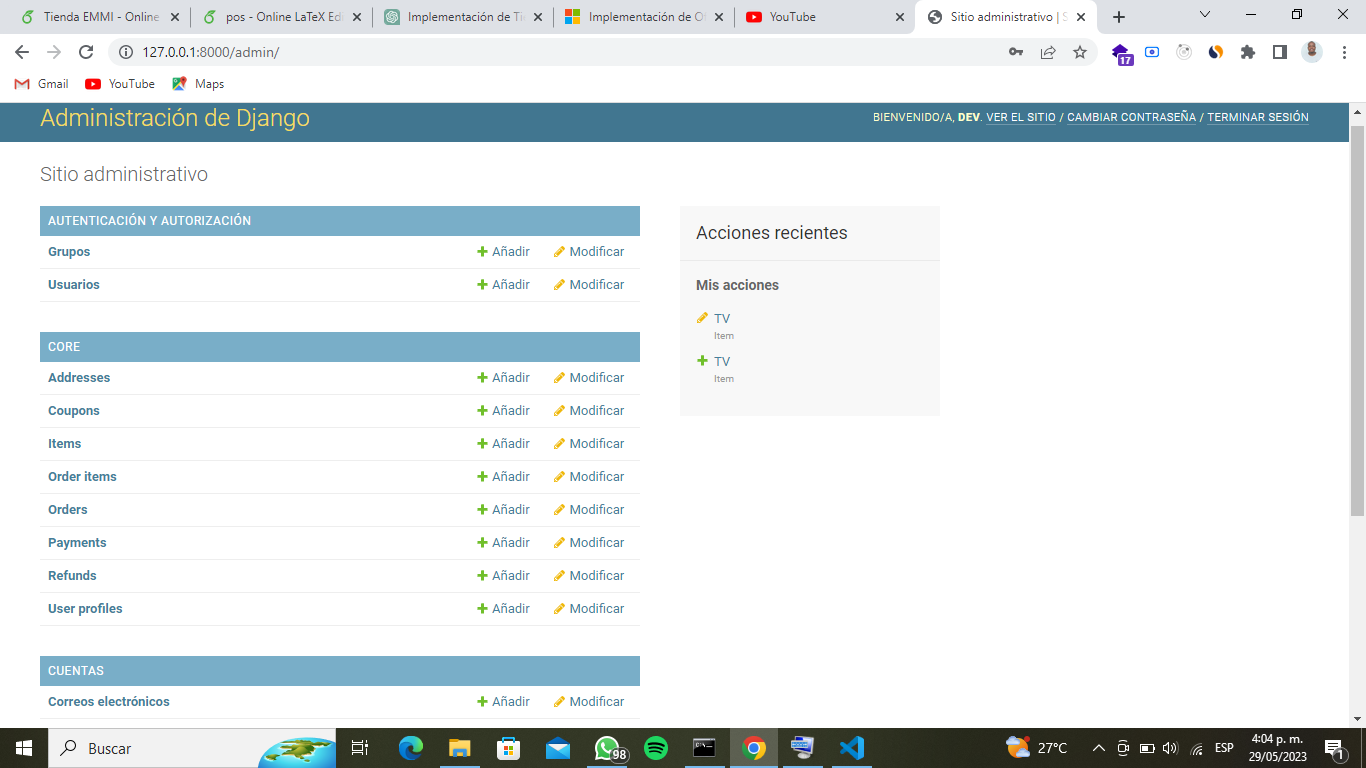 Tienda EMMI - Online
pos - Online LaTeX Ed
Implementación de Ti
Implementación de O
YouTube
Sitio administrativo | S
127.0.0.1:8000/admin/
17
Gmail
YouTube
Maps
Administración de Django
BIENVENIDO/A, DEV. VER EL SITIO / CAMBIAR CONTRASEÑA / TERMINAR SESIÓN
Sitio administrativo
AUTENTICACIÓN Y AUTORIZACIÓN
Grupos Añadir Modificar
Usuarios Añadir Modificar
CORE
Addresses Añadir Modificar
Coupons Añadir Modificar
Items Añadir Modificar
Order items Añadir Modificar
Orders Añadir Modificar
Payments Añadir Modificar
Refunds Añadir Modificar
User profiles Añadir Modificar
CUENTAS
Correos electrónicos Añadir Modificar
Acciones recientes
Mis acciones
TV
Item
TV
Item
Buscar
98
27°C
ESP
4:04 p. m.
29/05/2023
1